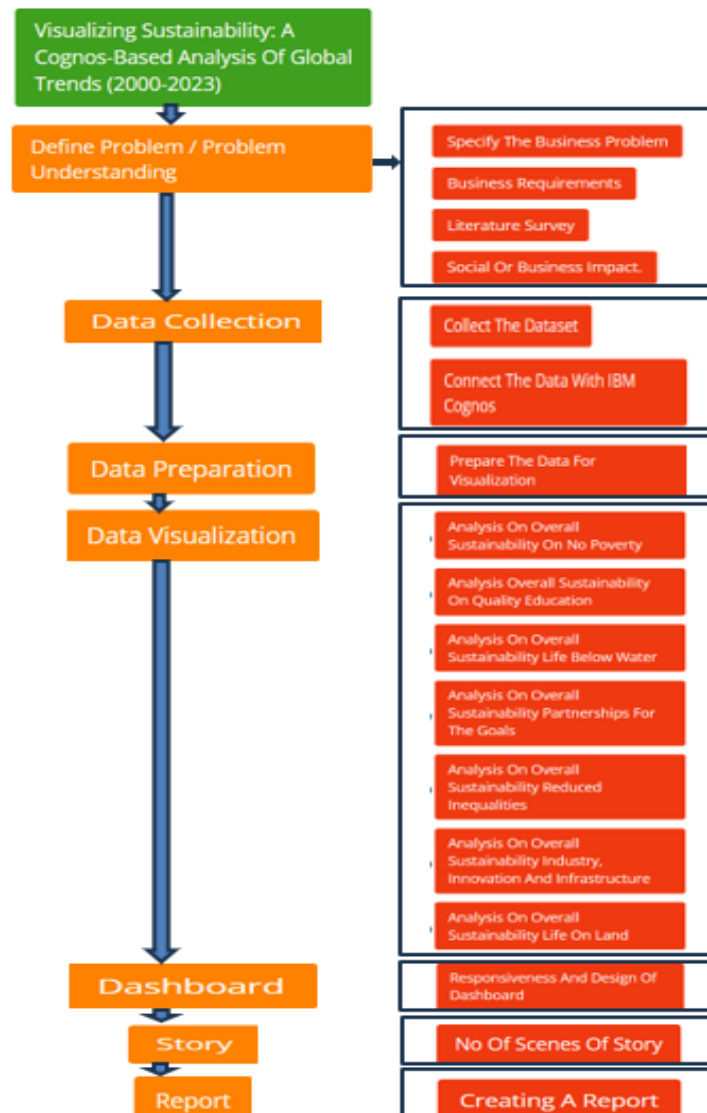 Visualizing Sustainability: A
Cognos-Based Analysis Of Global
Trends (2000-2023)
Define Problem / Problem
Understanding
Specify The Business Problem
Business Requirements
Literature Survey
Social Or Business Impact.
Data Collection
Collect The Dataset
Connect The Data With IBM
Cognos
Data Preparation
Prepare The Data For
Visualization
Data Visualization
Analysis On Overall
Sustainability On No Poverty
Analysis Overall Sustainability
On Quality Education
Analysis On Overall
Sustainability Life Below Water
Analysis On Overall
Sustainability Partnerships For
The Goals
Analysis On Overall
Sustainability Reduced
Inequalities
Analysis On Overall
Sustainability Industry,
Innovation And Infrastructure
Analysis On Overall
Sustainability Life On Land
Dashboard
Responsiveness And Design Of
Dashboard
Story
No Of Scenes Of Story
Report
Creating A Report